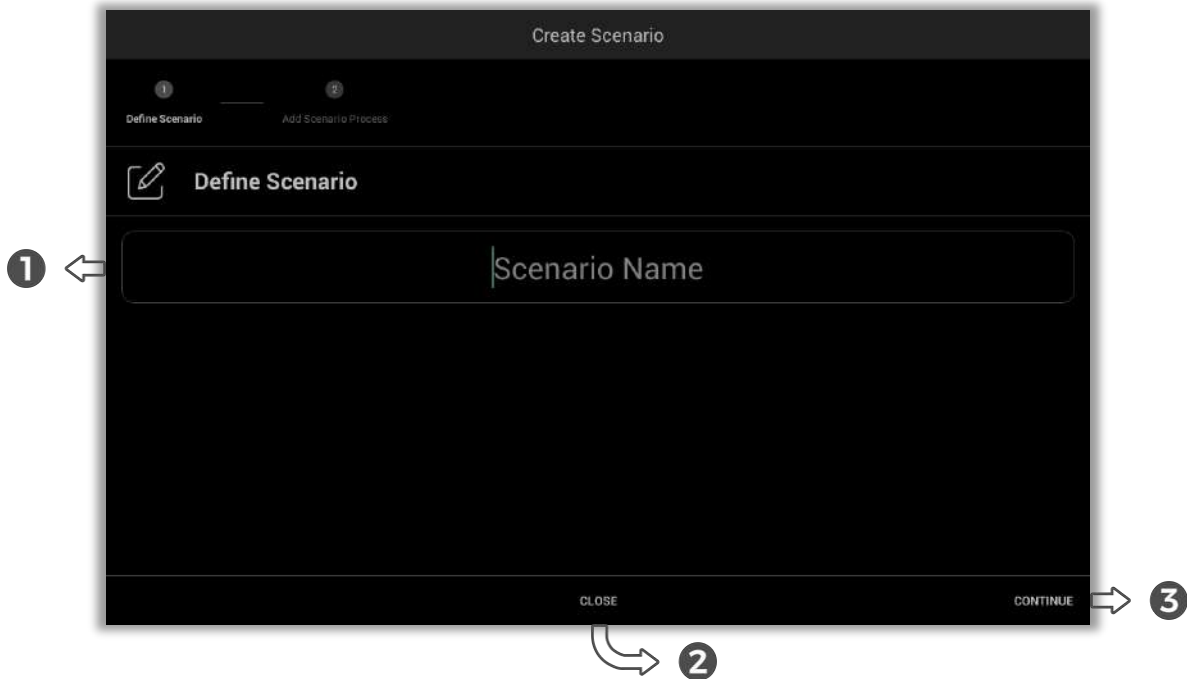 Create Scenario
1 2
Define Scenario Add Scenario Process
Define Scenario
1 Scenario Name
CLOSE CONTINUE 3
2